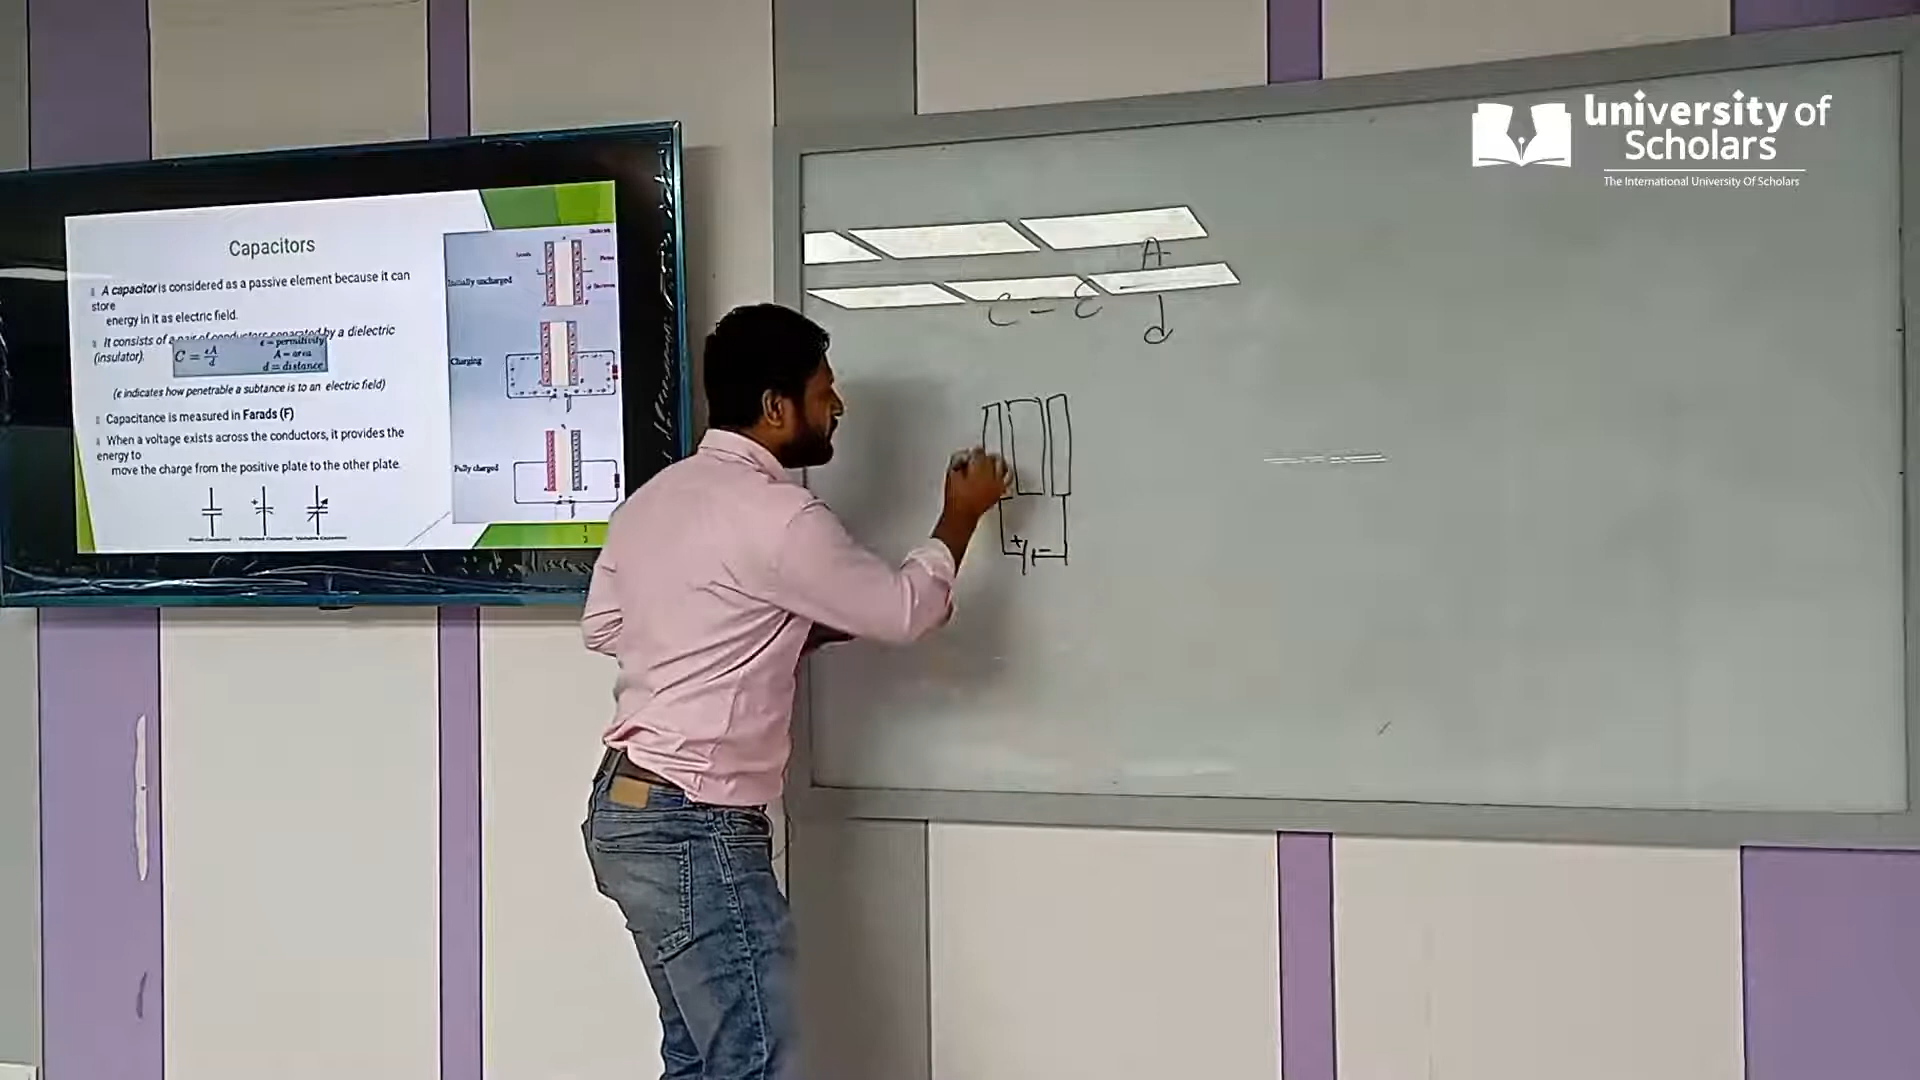 University of
Scholars
The International University Of Scholars
Capacitors
A capacitor is considered as a passive element because it can
store
energy in it as electric field.
It consists of a pair of conductors separated by a dielectric
(insulator).
C = εA/d
ε = permitivity
A = area
d = distance
(ε indicates how penetrable a subtance is to an electric field)
Capacitance is measured in Farads (F)
When a voltage exists across the conductors, it provides the
energy to
move the charge from the positive plate to the other plate.
Initially uncharged
Charging
Fully charged
Leads
C = ε A/d
+ -